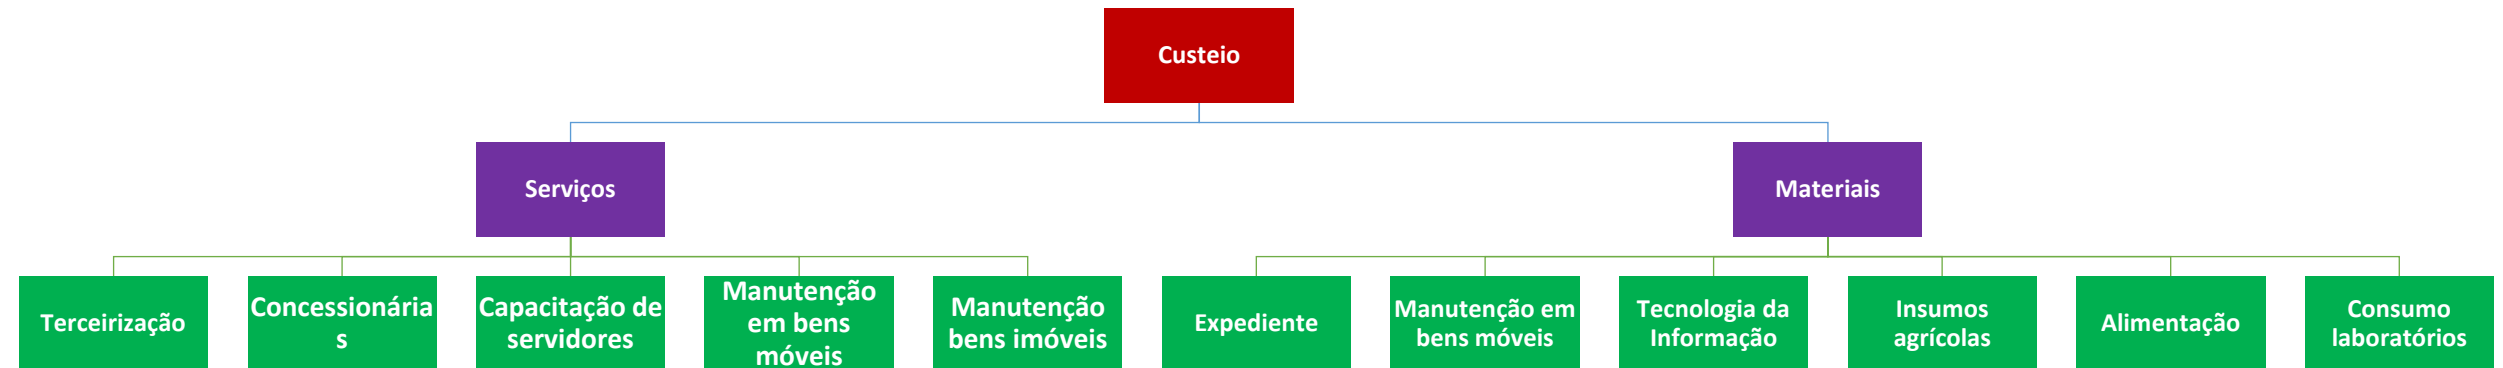 Custeio
Serviços
Materiais
Terceirização
Concessionária
s
Capacitação de
servidores
Manutenção
em bens
móveis
Manutenção
bens imóveis
Expediente
Manutenção em
bens móveis
Tecnologia da
Informação
Insumos
agrícolas
Alimentação
Consumo
laboratórios